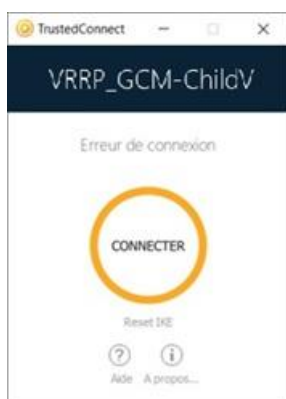 TrustedConnect
VRRP_GCM-ChildV
Erreur de connexion
CONNECTER
Reset IKE
Aide A propos...